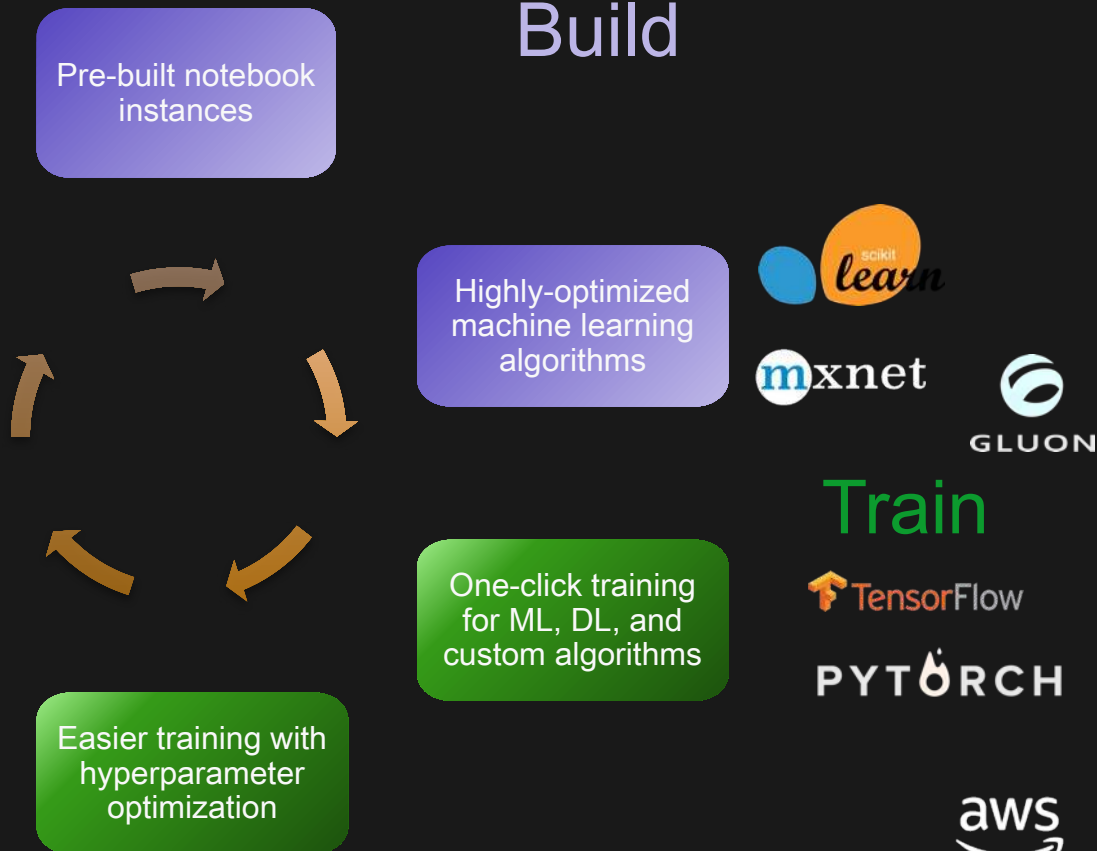 Build
Pre-built notebook
instances
Highly-optimized
machine learning
algorithms
scikit
learn
mxnet
GLUON
Train
One-click training
for ML, DL, and
custom algorithms
TensorFlow
PYTORCH
Easier training with
hyperparameter
optimization
aws